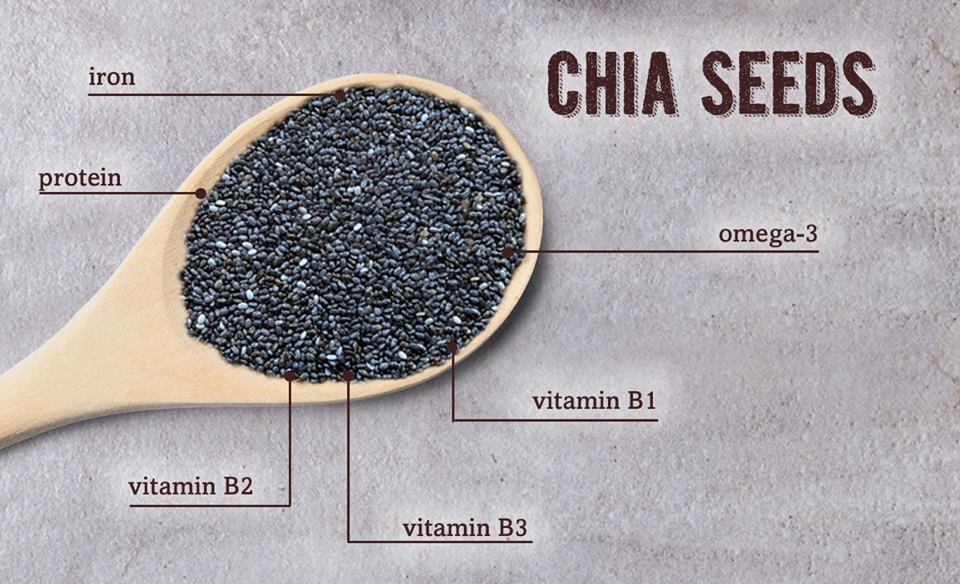 CHIA SEEDS
iron
protein
omega-3
vitamin B1
vitamin B2
vitamin B3